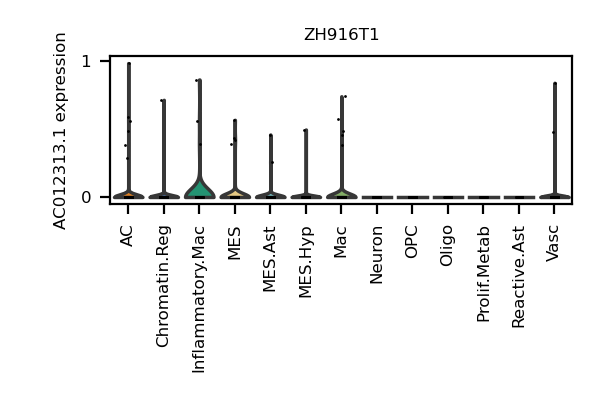 ZH916T1
AC012313.1 expression
1
0
AC
Chromatin.Reg
Inflammatory.Mac
MES
MES.Ast
MES.Hyp
Mac
Neuron
OPC
Oligo
Prolif.Metab
Reactive.Ast
Vasc